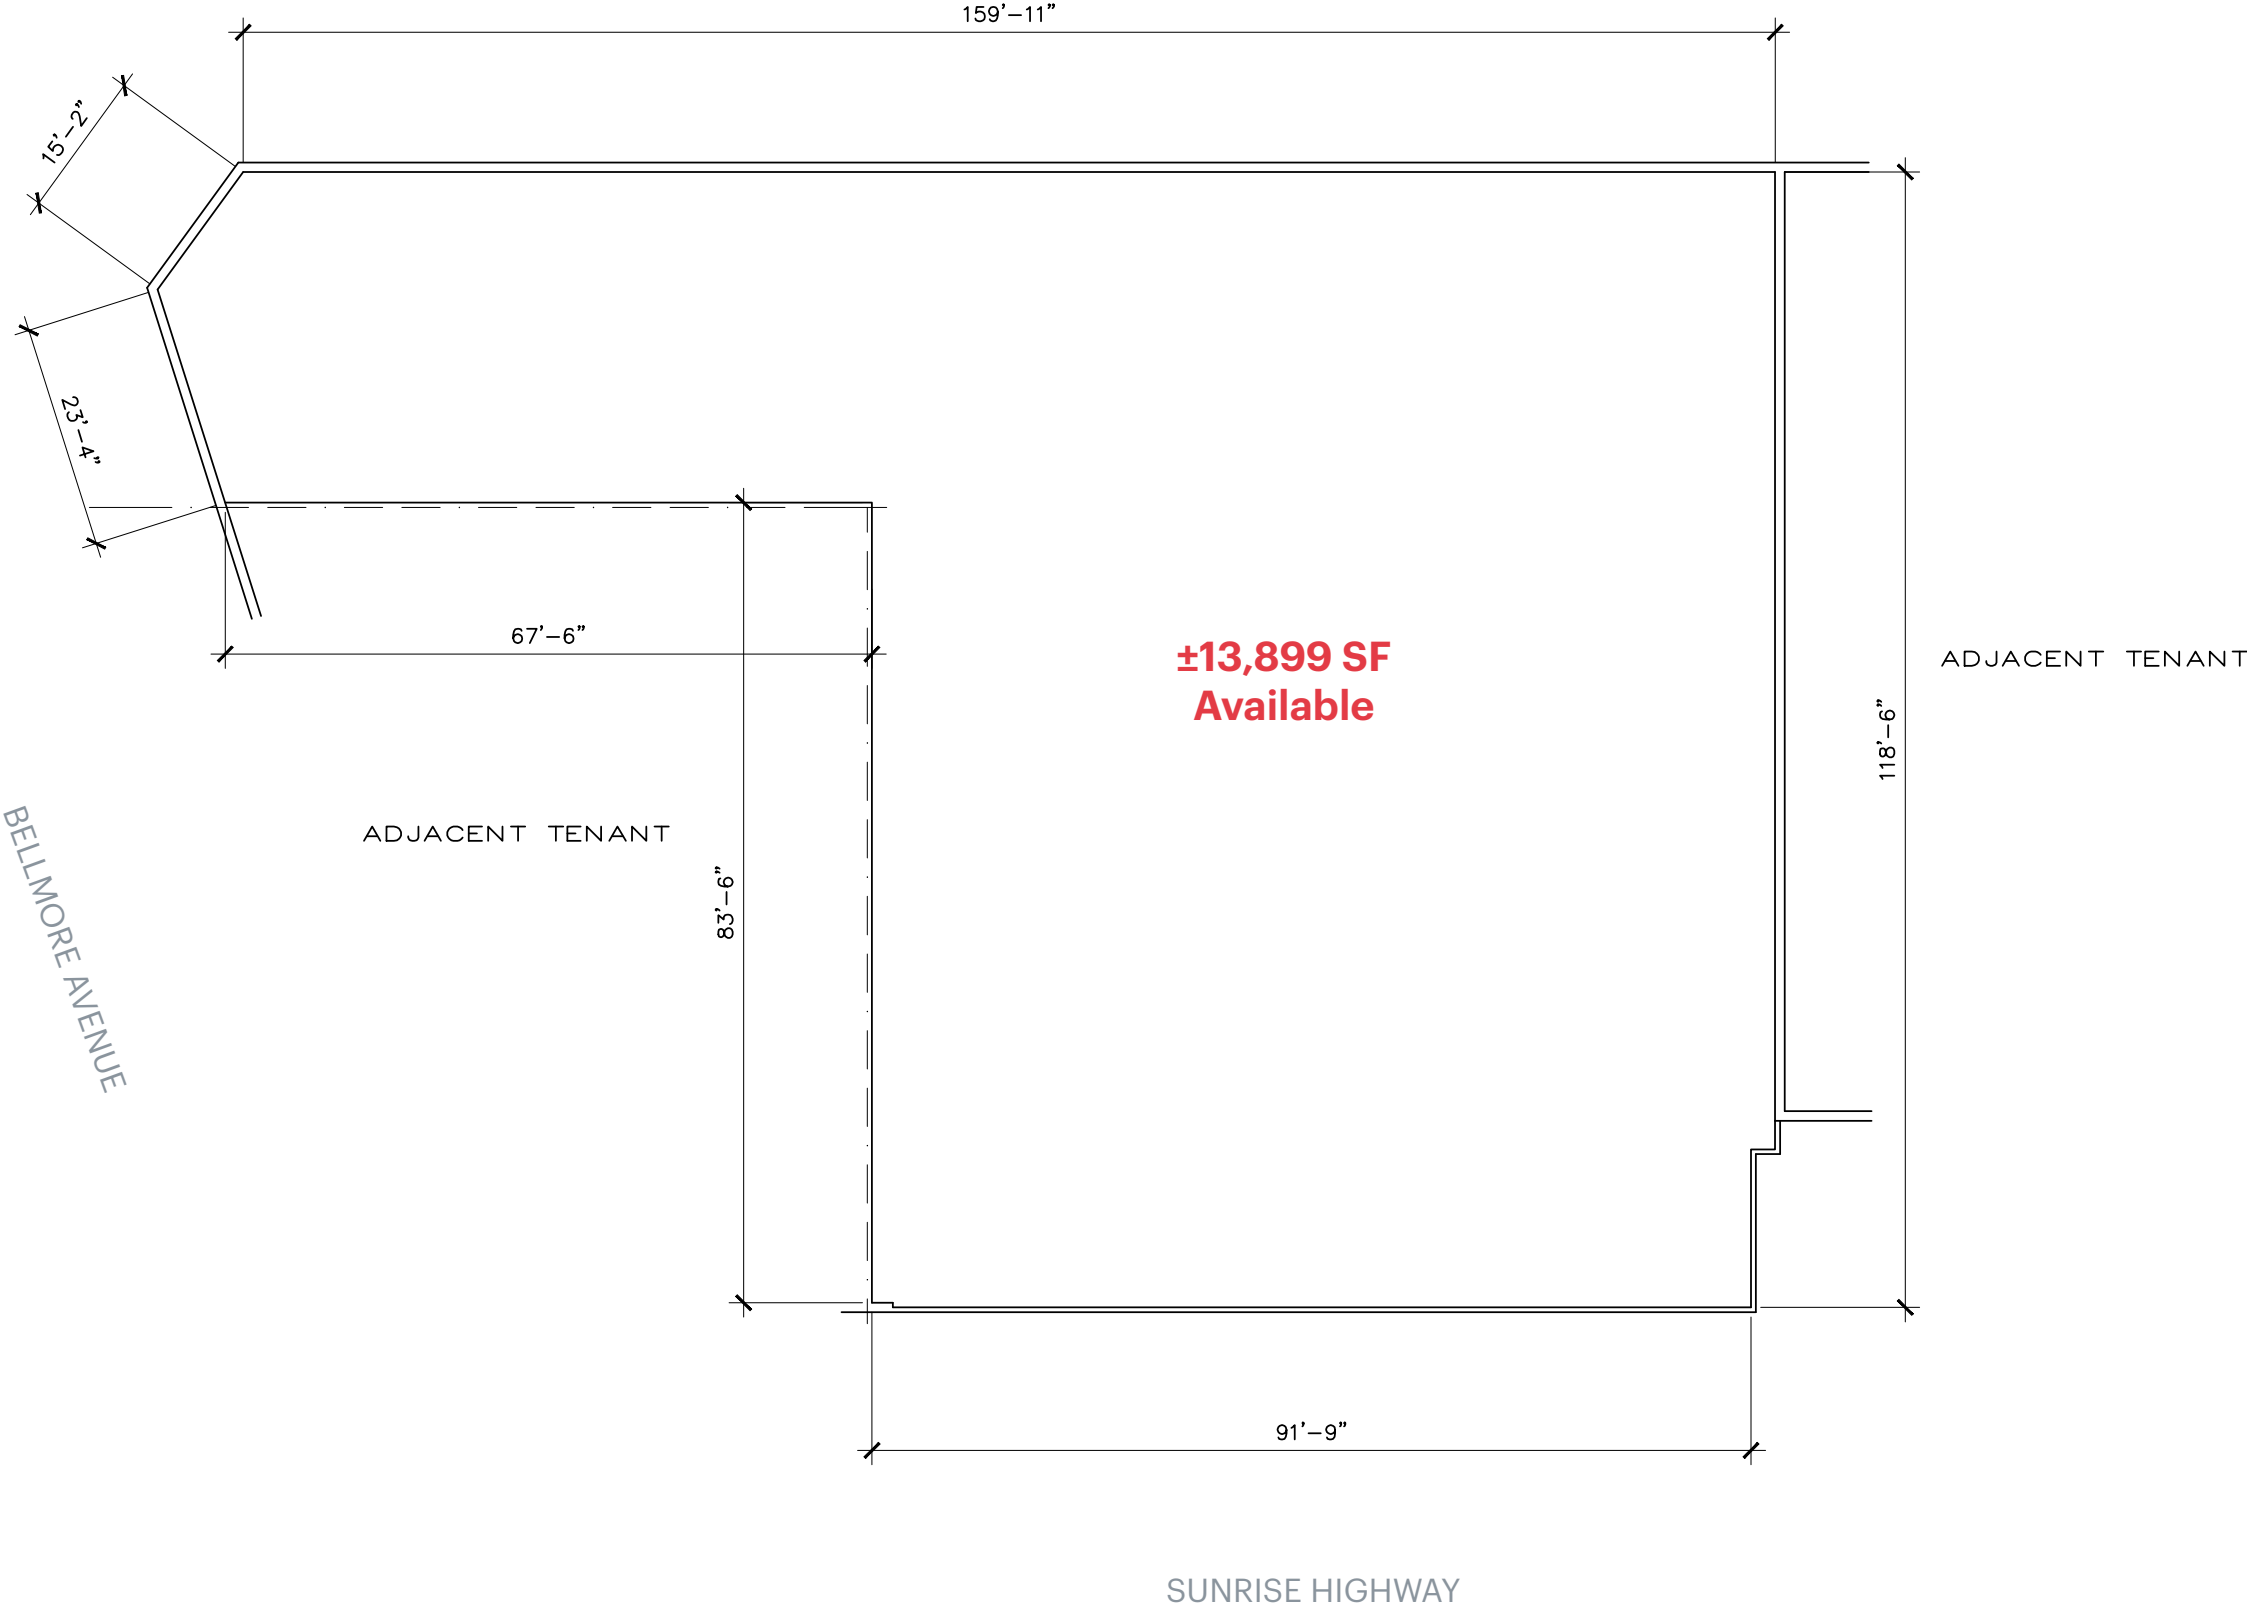 159'-11"
15'-2"
23'-4"
67'-6"
±13,899 SF
Available
ADJACENT TENANT
118'-6"
ADJACENT TENANT
83'-6"
BELLMORE AVENUE
91'-9"
SUNRISE HIGHWAY